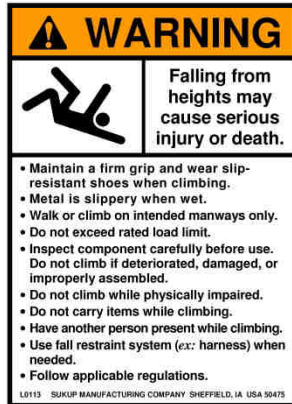 WARNING
Falling from
heights may
cause serious
injury or death.
• Maintain a firm grip and wear slip-
resistant shoes when climbing.
• Metal is slippery when wet.
• Walk or climb on intended manways only.
• Do not exceed rated load limit.
• Inspect component carefully before use.
Do not climb if deteriorated, damaged, or
improperly assembled.
• Do not climb while physically impaired.
• Do not carry items while climbing.
• Have another person present while climbing.
• Use fall restraint system (ex: harness) when
needed.
• Follow applicable regulations.
L0113 SUKUP MANUFACTURING COMPANY SHEFFIELD, IA USA 50475